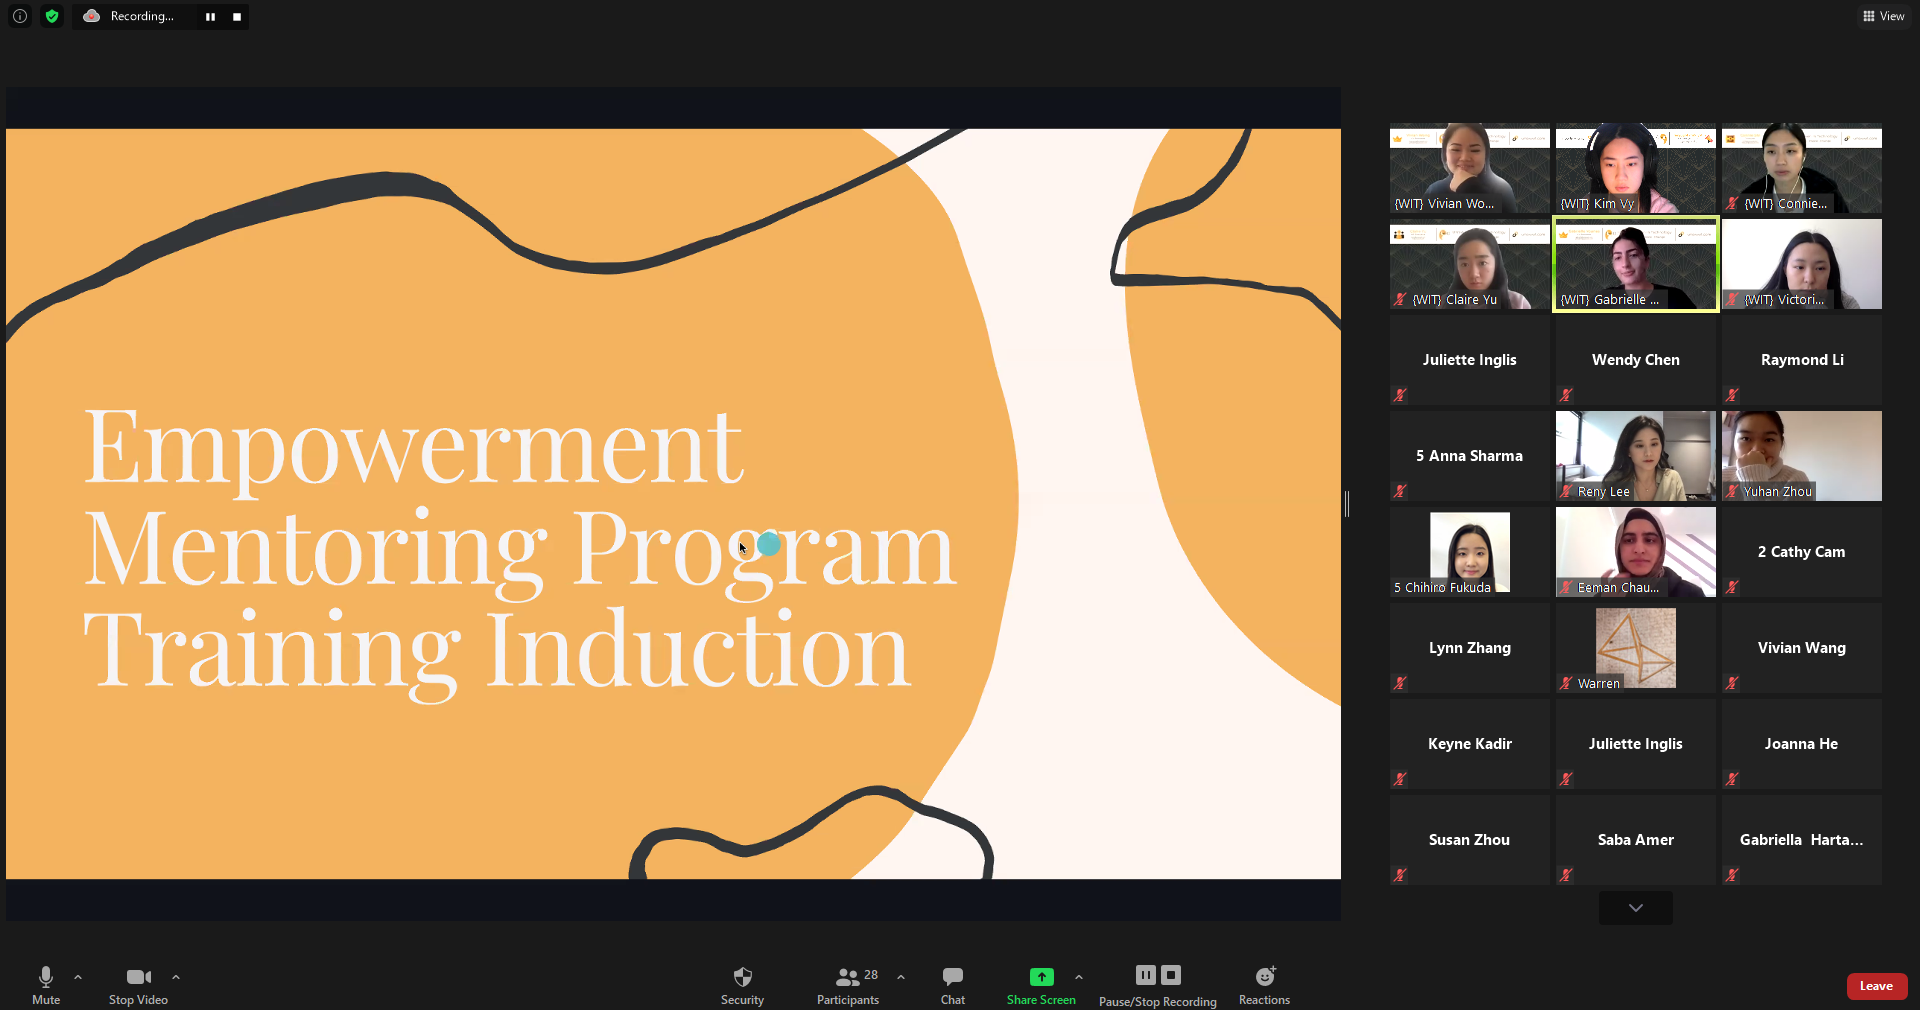 Recording...
View
Empowerment
Mentoring Program
Training Induction
{WIT} Vivian Wo...
{WIT} Kim Vy
{WIT} Connie...
{WIT} Claire Yu
{WIT} Gabrielle ...
{WIT} Victori...
Juliette Inglis
Wendy Chen
Raymond Li
5 Anna Sharma
Reny Lee
Yuhan Zhou
5 Chihiro Fukuda
Eeman Chau...
2 Cathy Cam
Lynn Zhang
Warren
Vivian Wang
Keyne Kadir
Juliette Inglis
Joanna He
Susan Zhou
Saba Amer
Gabriella Harta...
Mute
Stop Video
Security
28
Participants
Chat
Share Screen
Pause/Stop Recording
Reactions
Leave